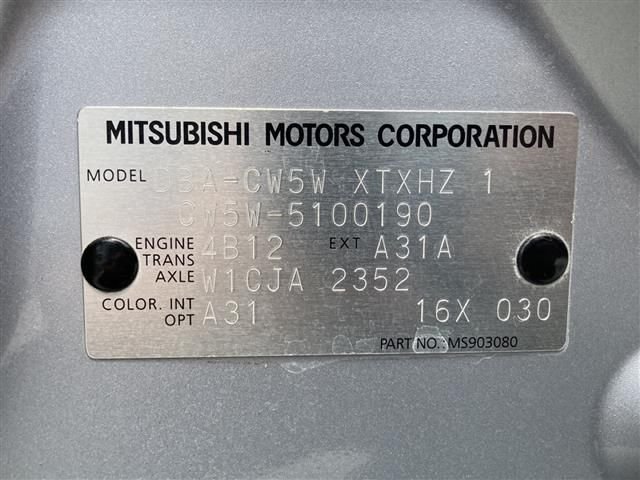 MITSUBISHI MOTORS CORPORATION
MODEL DBA-CW5W XTXHZ 1
CW5W-5100190
ENGINE 4B12 EXT A31A
TRANS
AXLE W1CJA 2352
COLOR. INT A31 16X 030
OPT
PART NO.: MS903080